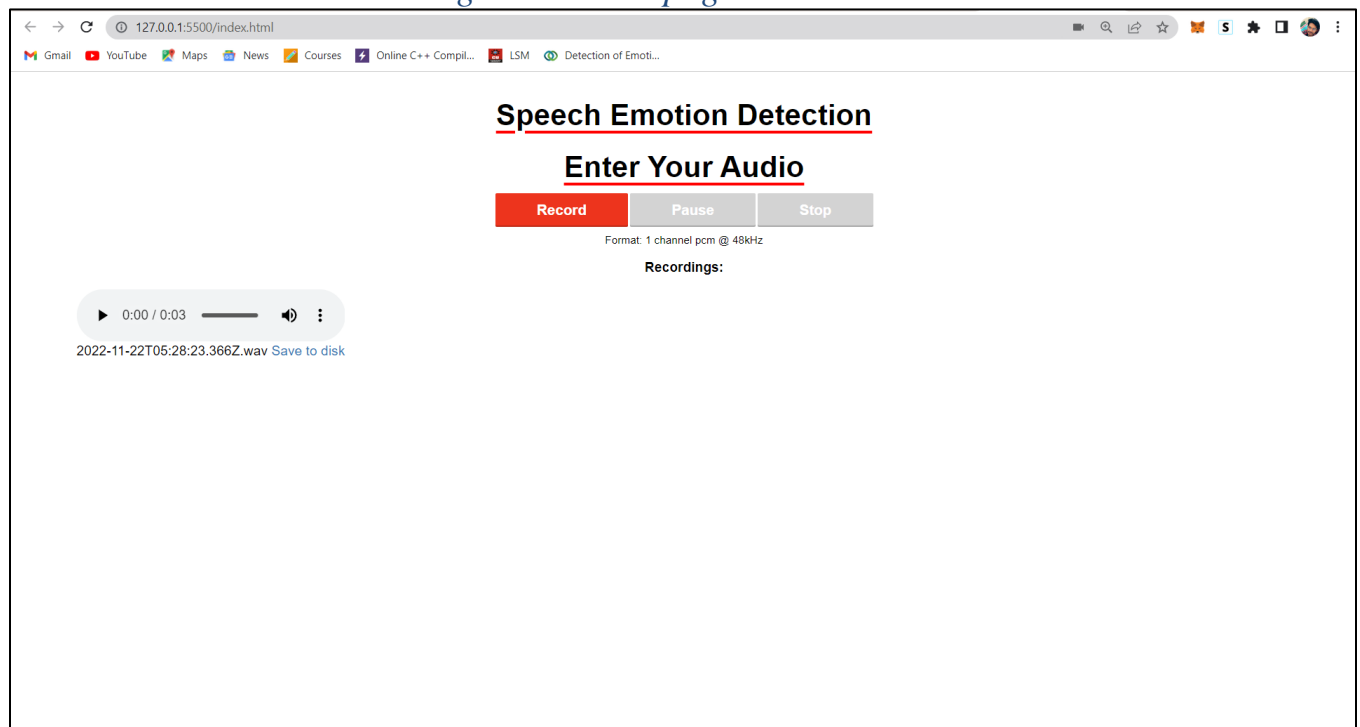 127.0.0.1:5500/index.html
S
Gmail YouTube Maps News Courses Online C++ Compil... LSM Detection of Emoti...
Speech Emotion Detection
Enter Your Audio
Record Pause Stop
Format: 1 channel pcm @ 48kHz
Recordings:
0:00 / 0:03
2022-11-22T05:28:23.366Z.wav Save to disk